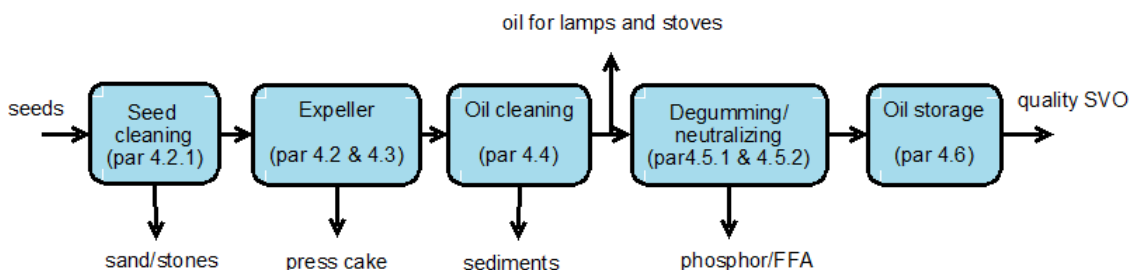 oil for lamps and stoves
seeds
Seed
cleaning
(par 4.2.1)
Expeller
(par 4.2 & 4.3)
Oil cleaning
(par 4.4)
Degumming/
neutralizing
(par4.5.1 & 4.5.2)
Oil storage
(par 4.6)
quality SVO
sand/stones
press cake
sediments
phosphor/FFA